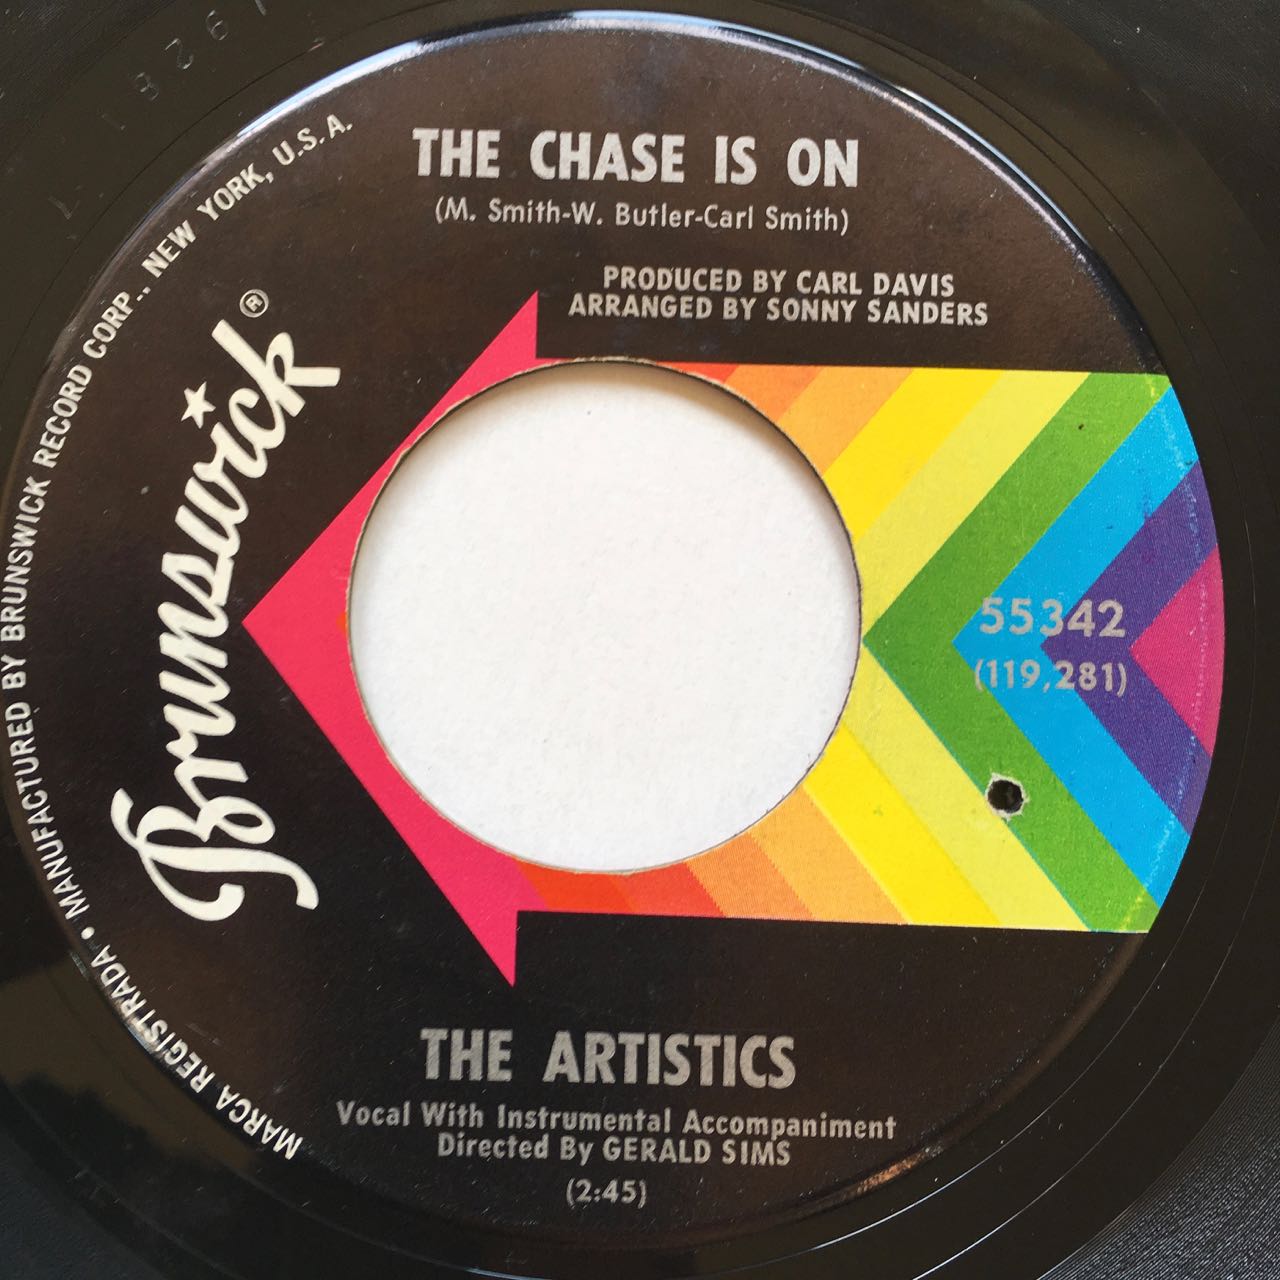 THE CHASE IS ON
(M. Smith-W. Butler-Carl Smith)
PRODUCED BY CARL DAVIS
ARRANGED BY SONNY SANDERS
Brunswick®
MARCA REGISTRADA • MANUFACTURED BY BRUNSWICK RECORD CORP., NEW YORK, U.S.A.
55342
(119,281)
THE ARTISTICS
Vocal With Instrumental Accompaniment
Directed By GERALD SIMS
(2:45)